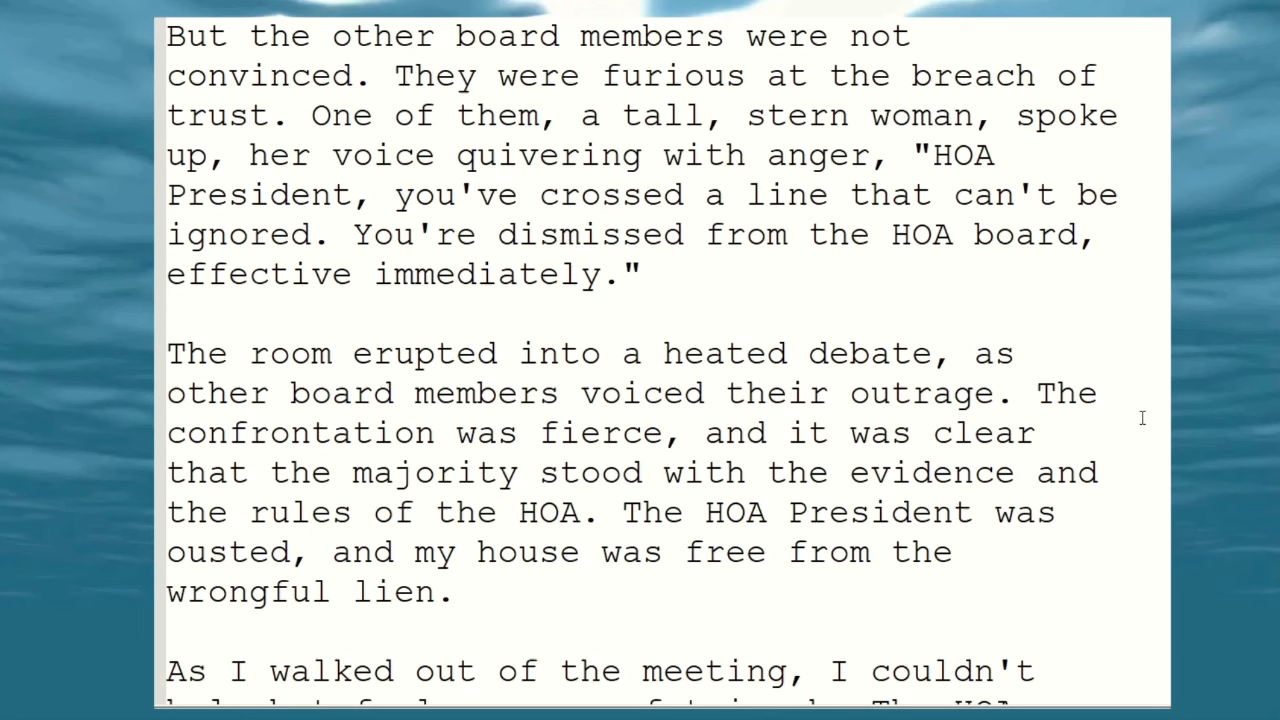 But the other board members were not
convinced. They were furious at the breach of
trust. One of them, a tall, stern woman, spoke
up, her voice quivering with anger, "HOA
President, you've crossed a line that can't be
ignored. You're dismissed from the HOA board,
effective immediately."
The room erupted into a heated debate, as
other board members voiced their outrage. The
confrontation was fierce, and it was clear
that the majority stood with the evidence and
the rules of the HOA. The HOA President was
ousted, and my house was free from the
wrongful lien.
As I walked out of the meeting, I couldn't